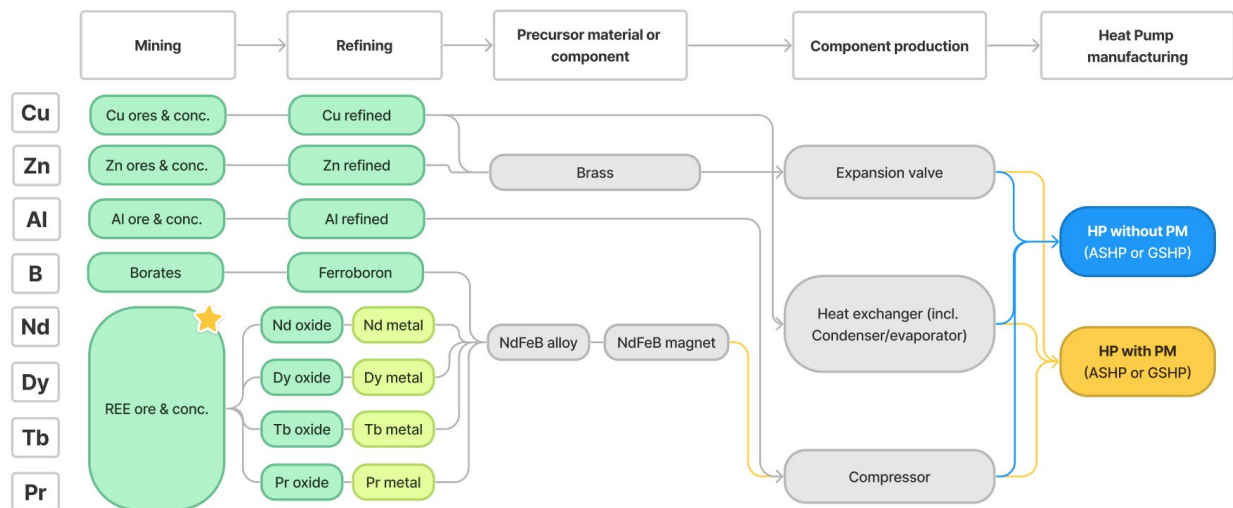 Mining
Refining
Precursor material or
component
Component production
Heat Pump
manufacturing
Cu
Cu ores & conc.
Cu refined
Zn
Zn ores & conc.
Zn refined
Brass
Expansion valve
Al
Al ore & conc.
Al refined
HP without PM
(ASHP or GSHP)
B
Borates
Ferroboron
Nd
Nd oxide
Nd metal
Heat exchanger (incl.
Condenser/evaporator)
NdFeB alloy
NdFeB magnet
HP with PM
(ASHP or GSHP)
Dy
Dy oxide
Dy metal
REE ore & conc.
Tb
Tb oxide
Tb metal
Pr
Pr oxide
Pr metal
Compressor